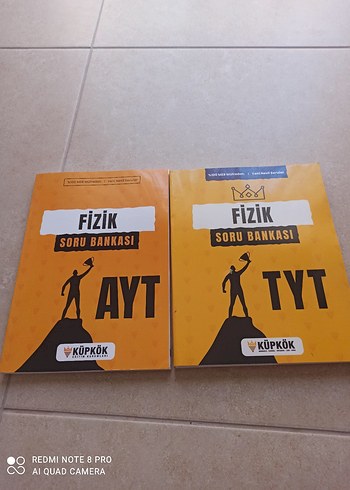 FİZİK
SORU BANKASI
AYT
KÜPKÖK
FİZİK
SORU BANKASI
TYT
KÜPKÖK
REDMI NOTE 8 PRO
AI QUAD CAMERA